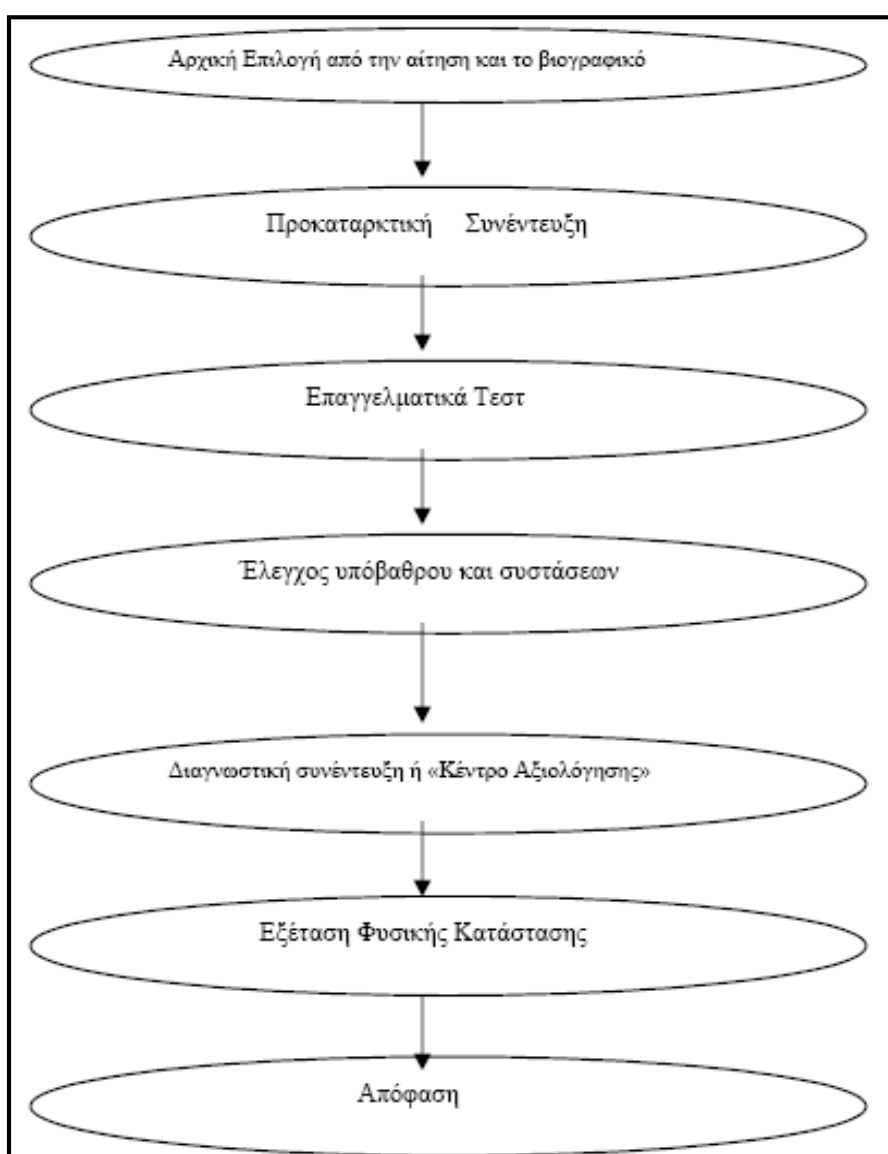 Αρχική Επιλογή από την αίτηση και το βιογραφικό
Προκαταρκτική Συνέντευξη
Επαγγελματικά Τεστ
Έλεγχος υπόβαθρου και συστάσεων
Διαγνωστική συνέντευξη ή «Κέντρο Αξιολόγησης»
Εξέταση Φυσικής Κατάστασης
Απόφαση